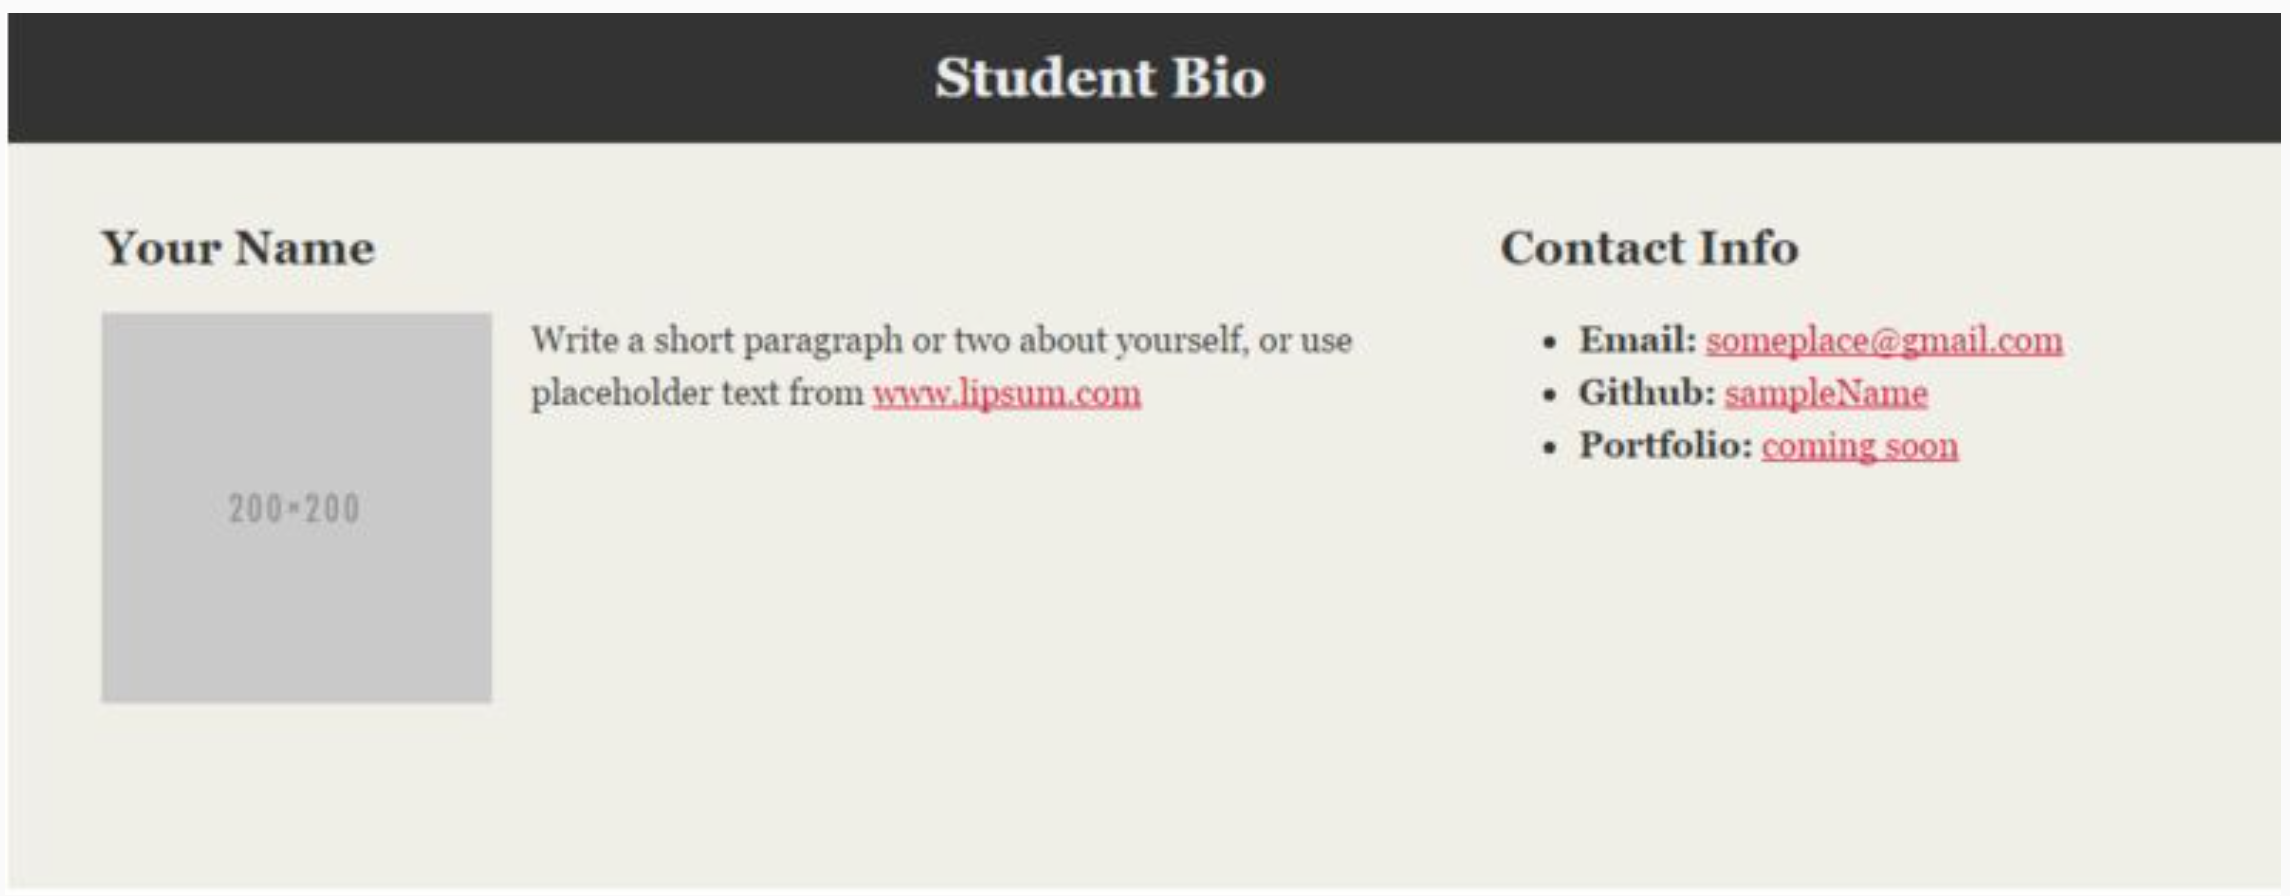 Student Bio
Your Name
200×200
Write a short paragraph or two about yourself, or use
placeholder text from www.lipsum.com
Contact Info
• Email: someplace@gmail.com
• Github: sampleName
• Portfolio: coming soon